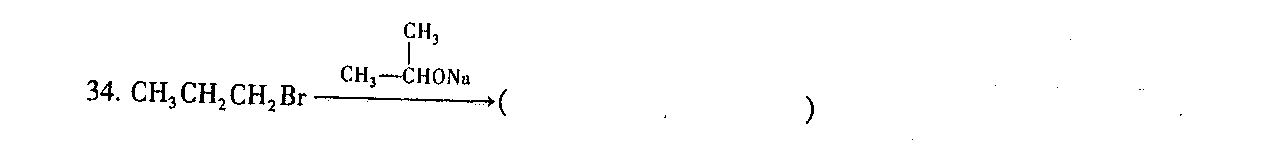 CH₃
CH₃—CHONa
34. CH₃CH₂CH₂Br ⟶ ( )